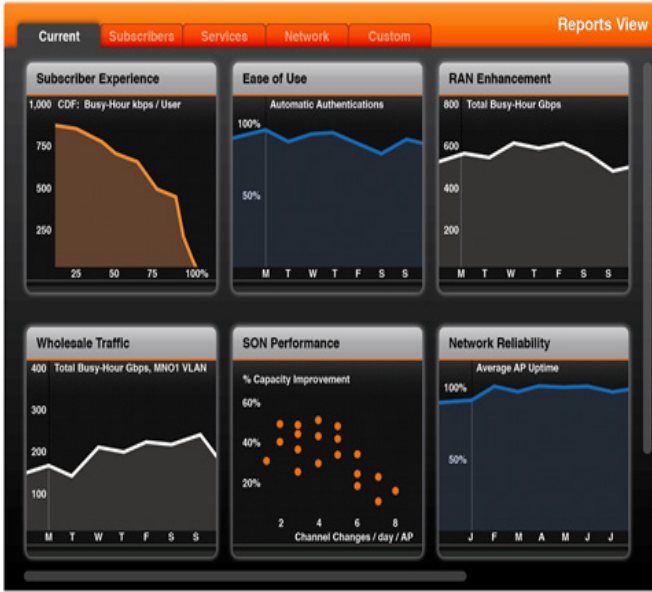 Reports View
Current Subscribers Services Network Custom
Subscriber Experience
1,000 CDF: Busy-Hour kbps / User
750
500
250
25 50 75 100%
Ease of Use
Automatic Authentications
100%
50%
M T W T F S S
RAN Enhancement
800 Total Busy-Hour Gbps
600
400
200
M T W T F S S
Wholesale Traffic
400 Total Busy-Hour Gbps, MNO1 VLAN
300
200
100
M T W T F S S
SON Performance
% Capacity Improvement
60%
40%
20%
2 4 6 8
Channel Changes / day / AP
Network Reliability
Average AP Uptime
100%
50%
J F M A M J J